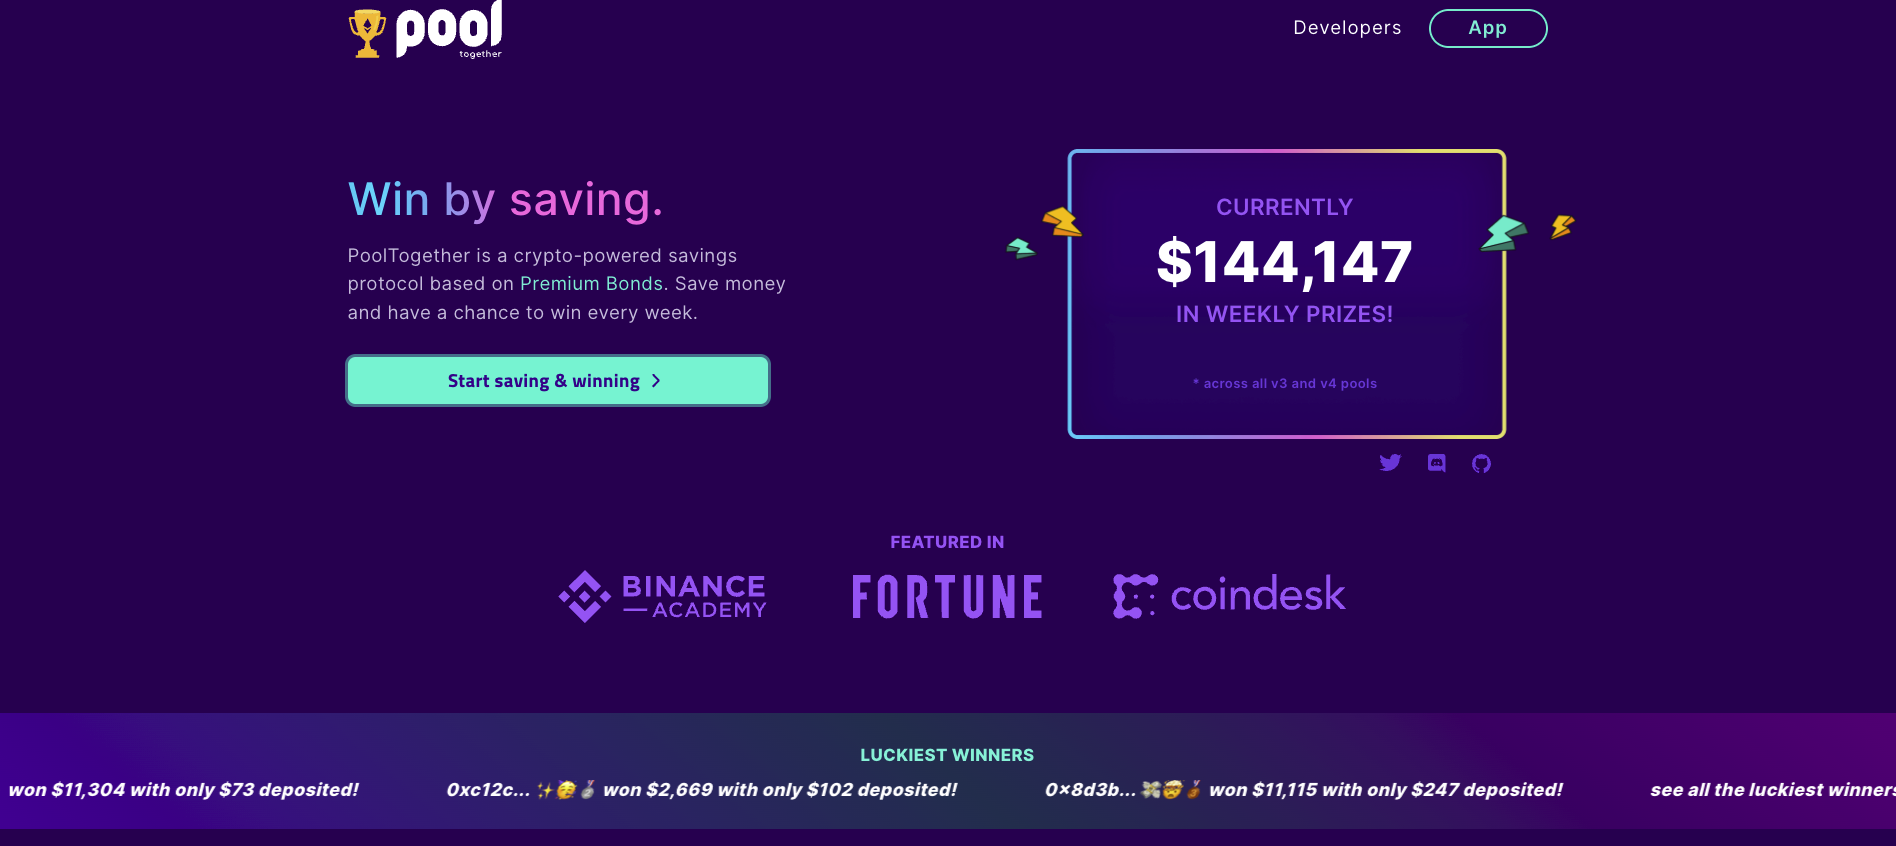 pool
together
Developers
App
Win by saving.
PoolTogether is a crypto-powered savings
protocol based on Premium Bonds. Save money
and have a chance to win every week.
Start saving & winning
CURRENTLY
$144,147
IN WEEKLY PRIZES!
* across all v3 and v4 pools
FEATURED IN
BINANCE
ACADEMY
FORTUNE
coindesk
LUCKIEST WINNERS
won $11,304 with only $73 deposited!
0xc12c... ✨🥳🥈 won $2,669 with only $102 deposited!
0x8d3b... 💸🤯🥉 won $11,115 with only $247 deposited!
see all the luckiest winners